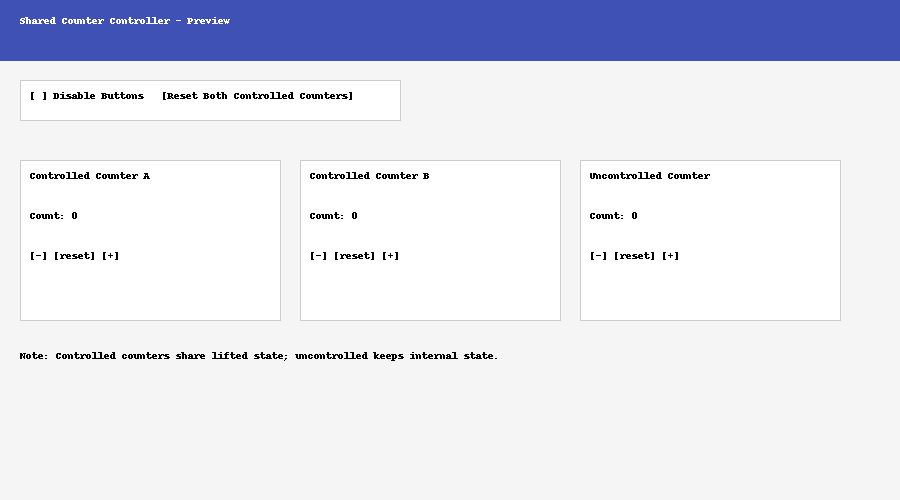 Shared Counter Controller - Preview
[ ] Disable Buttons   [Reset Both Controlled Counters]
Controlled Counter A
Count: 0
[-] [reset] [+]
Controlled Counter B
Count: 0
[-] [reset] [+]
Uncontrolled Counter
Count: 0
[-] [reset] [+]
Note: Controlled counters share lifted state; uncontrolled keeps internal state.